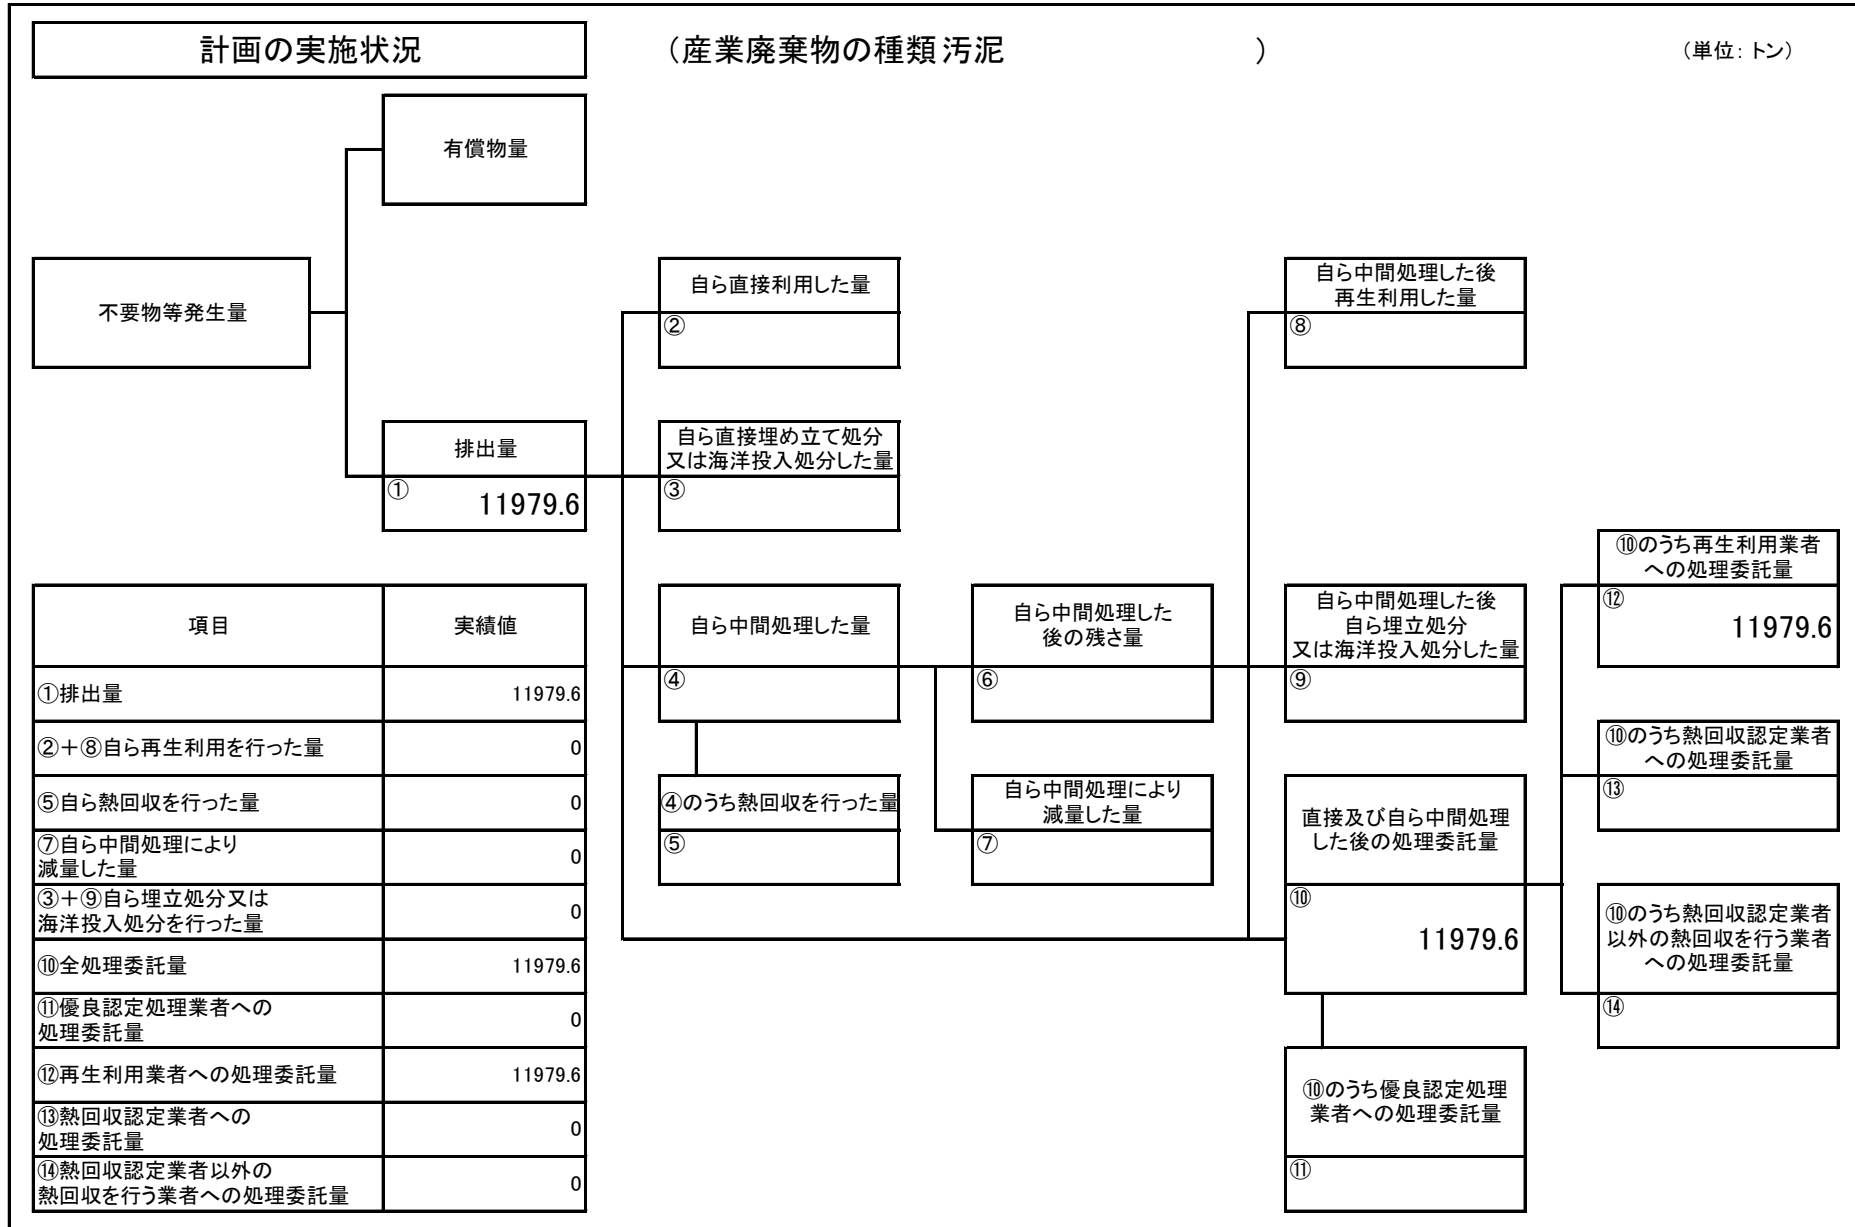 計画の実施状況
（産業廃棄物の種類 汚泥　　　　　　　）
（単位：トン）
有償物量
不要物等発生量
自ら直接利用した量
②
自ら中間処理した後
再生利用した量
⑧
排出量
① 11979.6
自ら直接埋め立て処分
又は海洋投入処分した量
③
⑩のうち再生利用業者
への処理委託量
⑫
11979.6
項目 実績値
①排出量 11979.6
②＋⑧自ら再生利用を行った量 0
⑤自ら熱回収を行った量 0
⑦自ら中間処理により
減量した量 0
③＋⑨自ら埋立処分又は
海洋投入処分を行った量 0
⑩全処理委託量 11979.6
⑪優良認定処理業者への
処理委託量 0
⑫再生利用業者への処理委託量 11979.6
⑬熱回収認定業者への
処理委託量 0
⑭熱回収認定業者以外の
熱回収を行う業者への処理委託量 0
自ら中間処理した量
④
自ら中間処理した
後の残さ量
⑥
自ら中間処理した後
自ら埋立処分
又は海洋投入処分した量
⑨
④のうち熱回収を行った量
⑤
自ら中間処理により
減量した量
⑦
直接及び自ら中間処理
した後の処理委託量
⑩
11979.6
⑩のうち熱回収認定業者
への処理委託量
⑬
⑩のうち熱回収認定業者
以外の熱回収を行う業者
への処理委託量
⑭
⑩のうち優良認定処理
業者への処理委託量
⑪